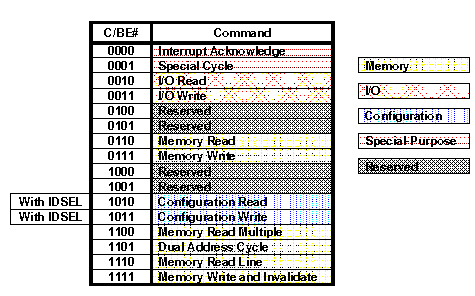 C/BE# Command
0000 Interrupt Acknowledge
0001 Special Cycle
0010 I/O Read
0011 I/O Write
0100 Reserved
0101 Reserved
0110 Memory Read
0111 Memory Write
1000 Reserved
1001 Reserved
With IDSEL 1010 Configuration Read
With IDSEL 1011 Configuration Write
1100 Memory Read Multiple
1101 Dual Address Cycle
1110 Memory Read Line
1111 Memory Write and Invalidate
Memory
I/O
Configuration
Special-Purpose
Reserved